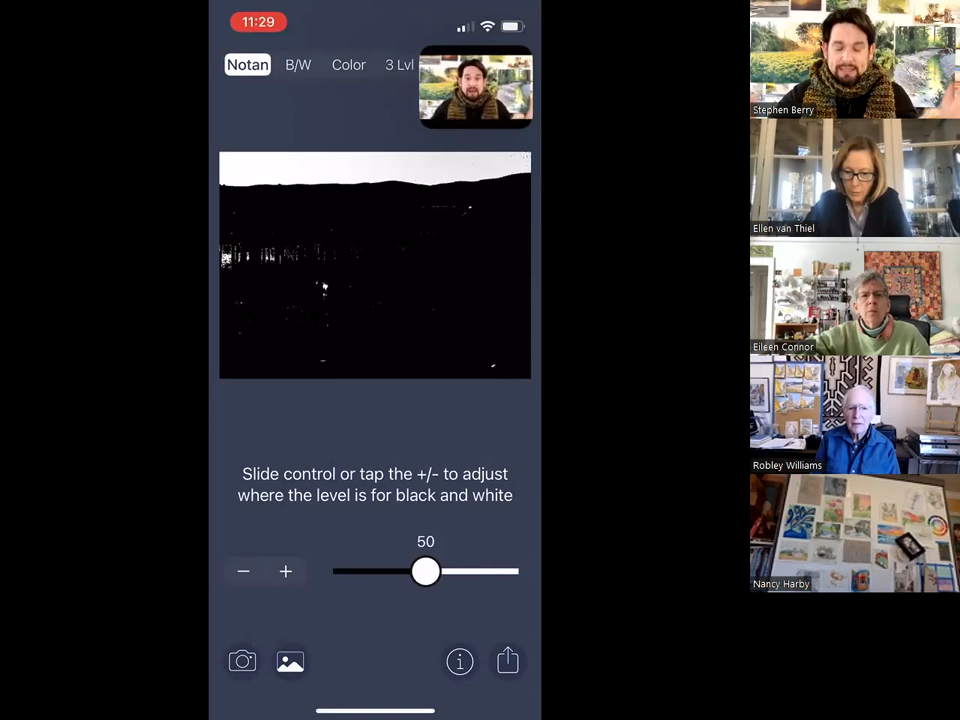 11:29
Notan B/W Color 3 Lvl
Slide control or tap the +/- to adjust
where the level is for black and white
50
− +
Stephen Berry
Ellen van Thiel
Eileen Connor
Robley Williams
Nancy Harby